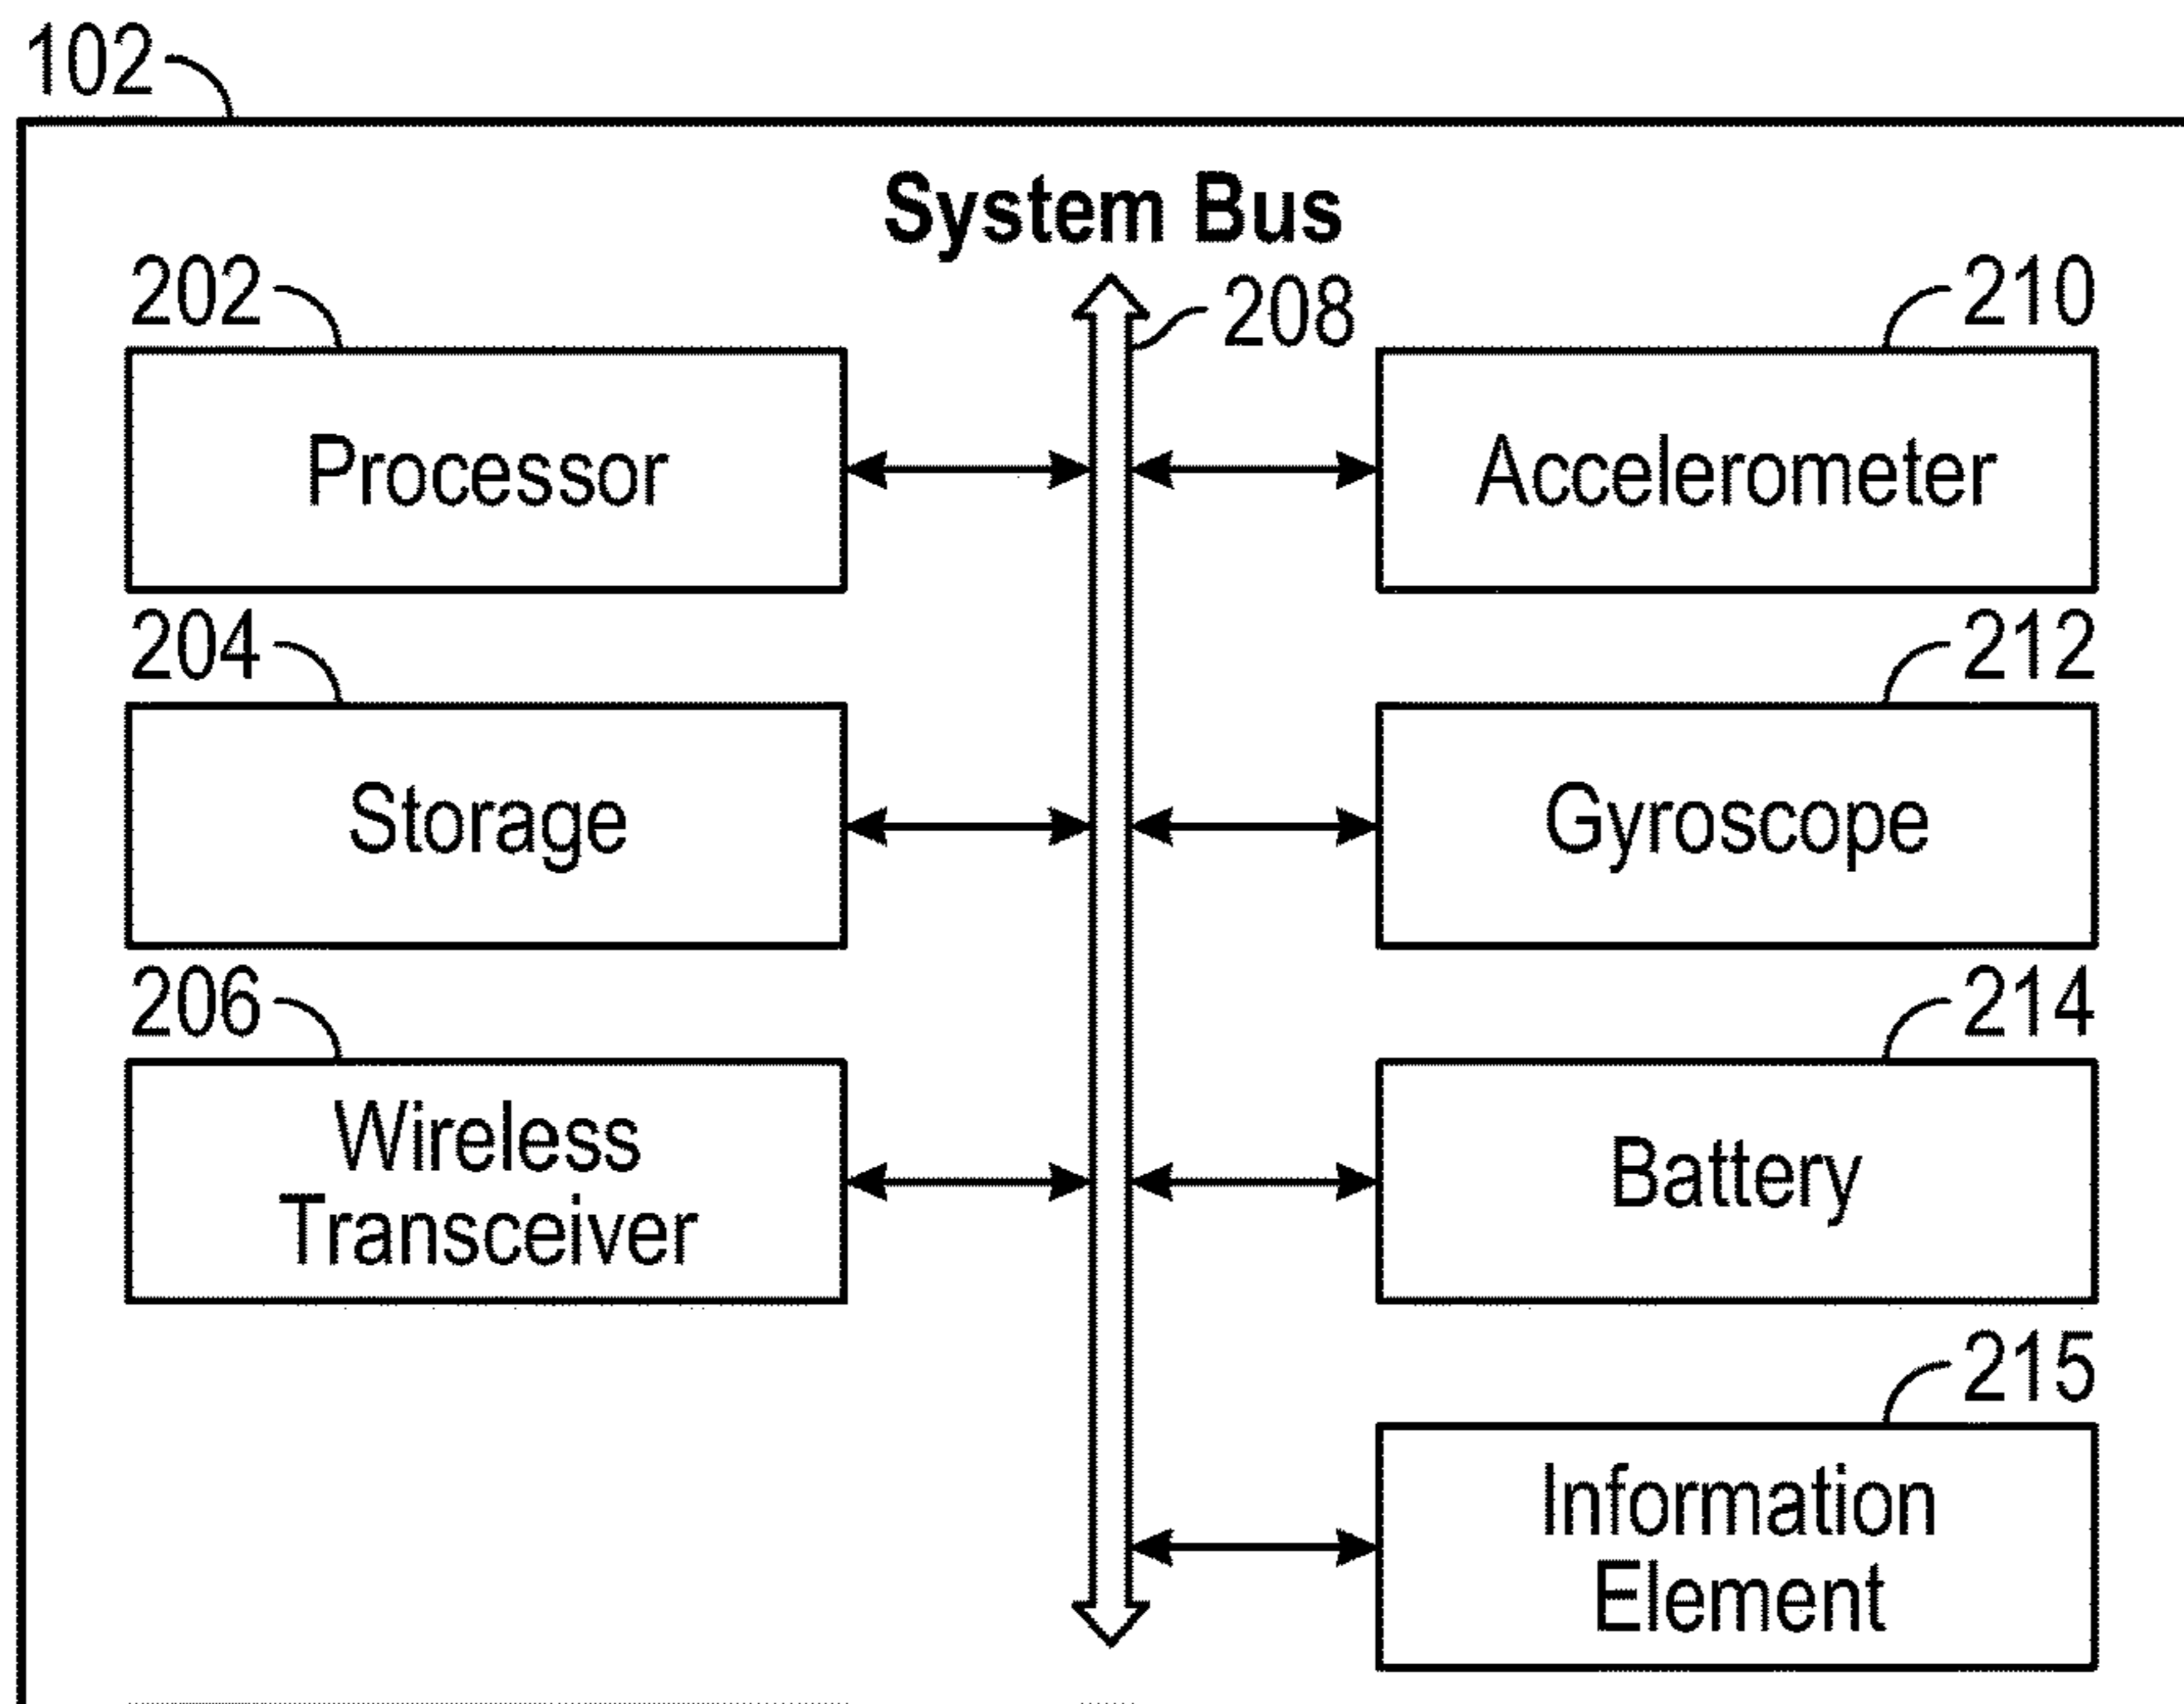 102
System Bus
202
208
210
Processor
Accelerometer
204
212
Storage
Gyroscope
206
214
Wireless
Transceiver
Battery
215
Information
Element